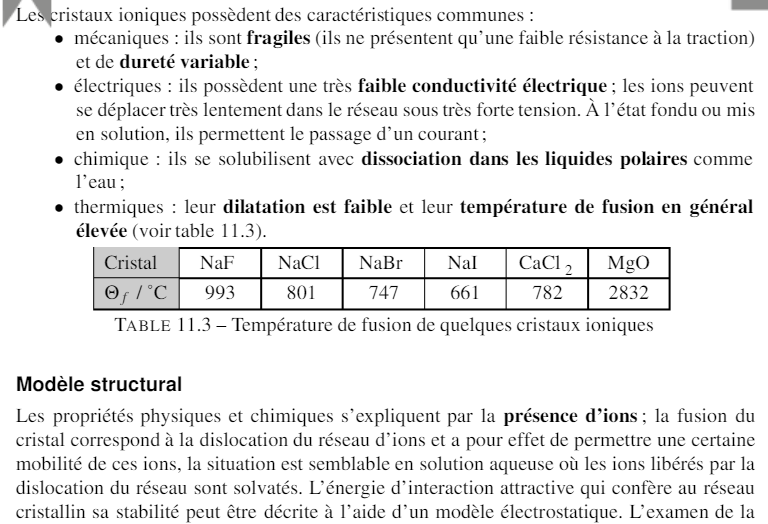 Les cristaux ioniques possèdent des caractéristiques communes :
• mécaniques : ils sont fragiles (ils ne présentent qu'une faible résistance à la traction)
et de dureté variable ;
• électriques : ils possèdent une très faible conductivité électrique ; les ions peuvent
se déplacer très lentement dans le réseau sous très forte tension. À l'état fondu ou mis
en solution, ils permettent le passage d'un courant ;
• chimique : ils se solubilisent avec dissociation dans les liquides polaires comme
l'eau ;
• thermiques : leur dilatation est faible et leur température de fusion en général
élevée (voir table 11.3).
Cristal NaF NaCl NaBr NaI CaCl₂ MgO
Θf / °C 993 801 747 661 782 2832
TABLE 11.3 – Température de fusion de quelques cristaux ioniques
Modèle structural
Les propriétés physiques et chimiques s'expliquent par la présence d'ions ; la fusion du
cristal correspond à la dislocation du réseau d'ions et a pour effet de permettre une certaine
mobilité de ces ions, la situation est semblable en solution aqueuse où les ions libérés par la
dislocation du réseau sont solvatés. L'énergie d'interaction attractive qui confère au réseau
cristallin sa stabilité peut être décrite à l'aide d'un modèle électrostatique. L'examen de la